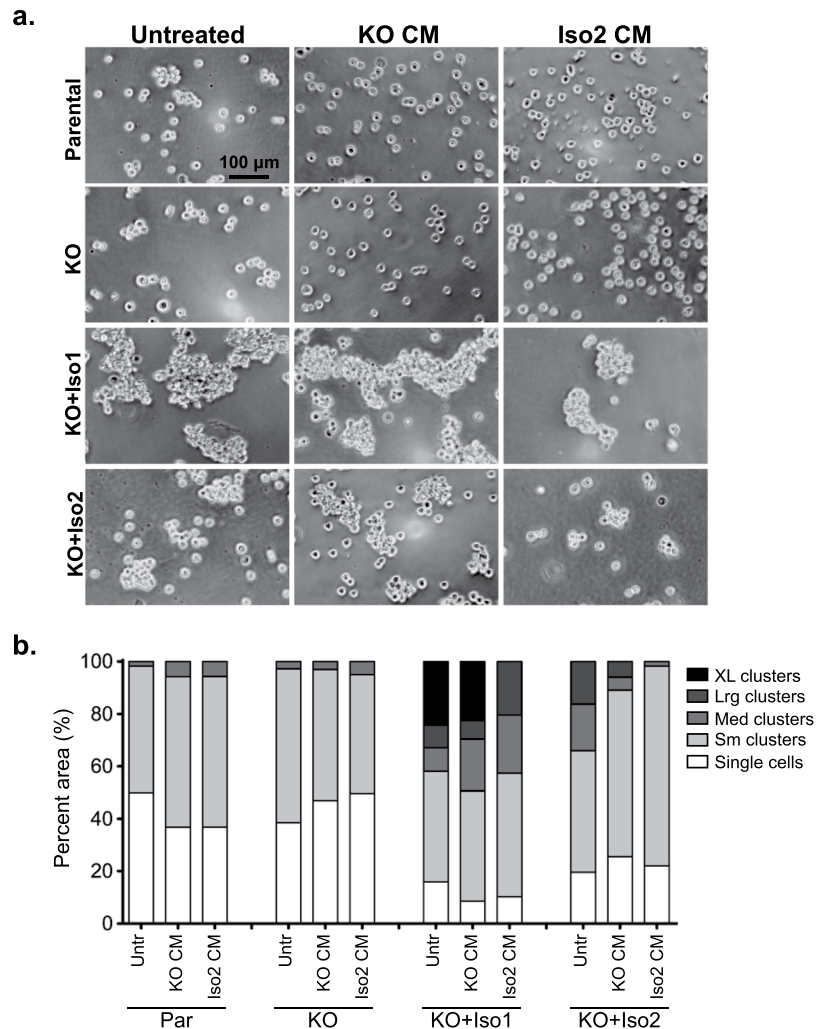 a.
Untreated KO CM Iso2 CM
Parental
100 µm
KO
KO+Iso1
KO+Iso2
b.
Percent area (%)
100
80
60
40
20
0
XL clusters
Lrg clusters
Med clusters
Sm clusters
Single cells
Untr KO CM Iso2 CM Untr KO CM Iso2 CM Untr KO CM Iso2 CM Untr KO CM Iso2 CM
Par KO KO+Iso1 KO+Iso2